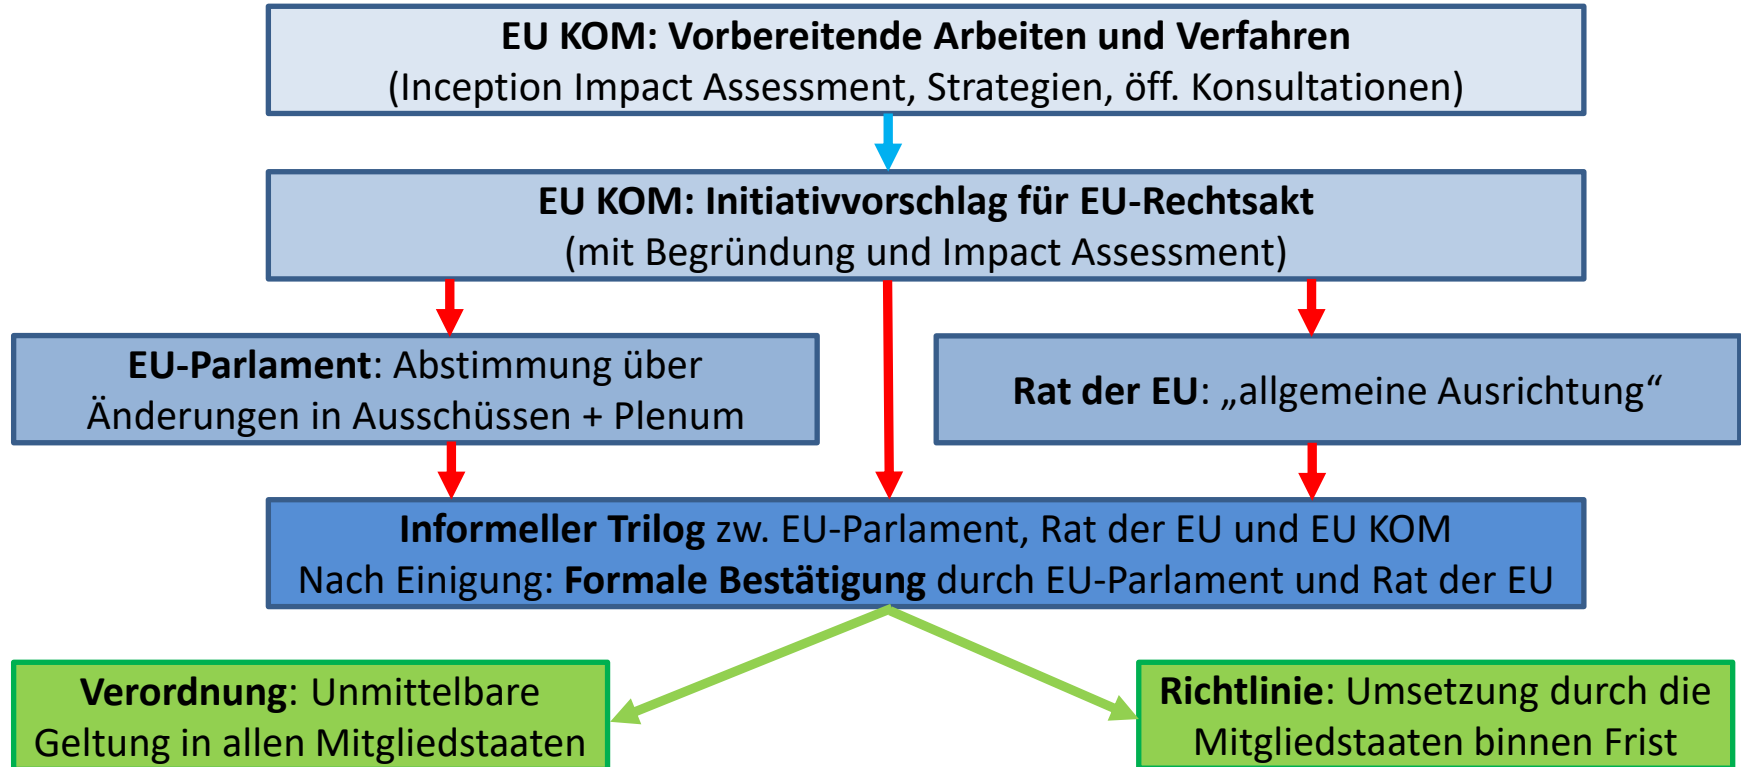 EU KOM: Vorbereitende Arbeiten und Verfahren
(Inception Impact Assessment, Strategien, öff. Konsultationen)
EU KOM: Initiativvorschlag für EU-Rechtsakt
(mit Begründung und Impact Assessment)
EU-Parlament: Abstimmung über
Änderungen in Ausschüssen + Plenum
Rat der EU: „allgemeine Ausrichtung“
Informeller Trilog zw. EU-Parlament, Rat der EU und EU KOM
Nach Einigung: Formale Bestätigung durch EU-Parlament und Rat der EU
Verordnung: Unmittelbare
Geltung in allen Mitgliedstaaten
Richtlinie: Umsetzung durch die
Mitgliedstaaten binnen Frist